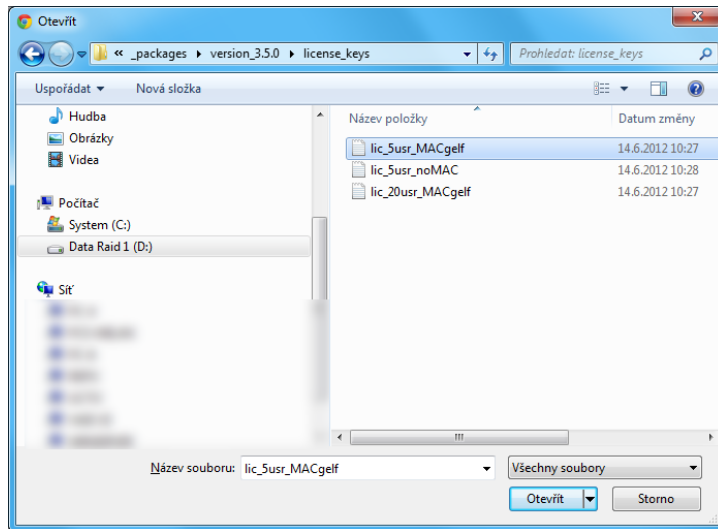 Otevřít
« _packages ▸ version_3.5.0 ▸ license_keys
Prohledat: license_keys
Uspořádat
Nová složka
Hudba
Obrázky
Videa
Počítač
System (C:)
Data Raid 1 (D:)
Síť
Název položky Datum změny
lic_5usr_MACgelf 14.6.2012 10:27
lic_5usr_noMAC 14.6.2012 10:28
lic_20usr_MACgelf 14.6.2012 10:27
Název souboru: lic_5usr_MACgelf
Všechny soubory
Otevřít
Storno